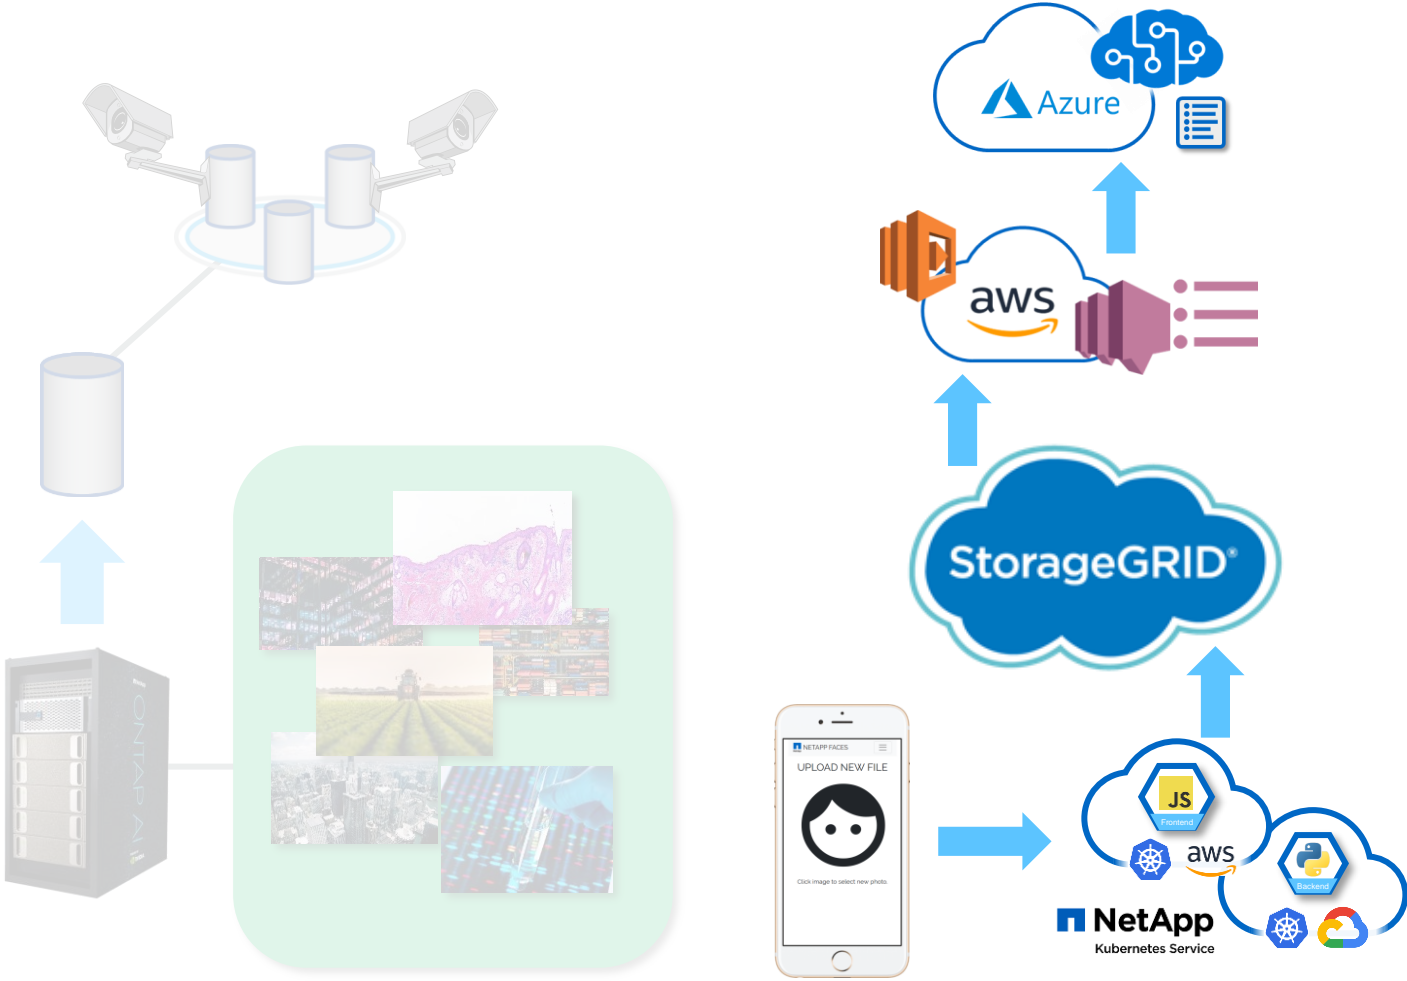 Azure
aws
StorageGRID®
NETAPP FACES
UPLOAD NEW FILE
Click image to select new photo
JS
Frontend
aws
Backend
NetApp
Kubernetes Service
ONTAP AI